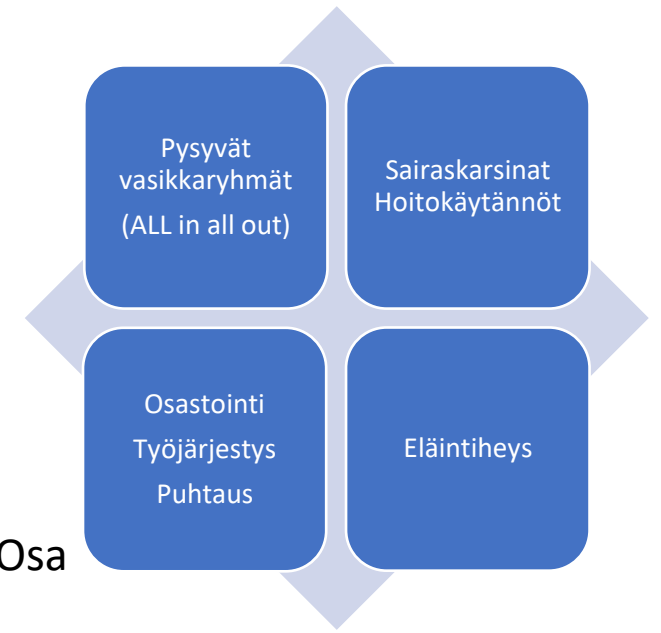 Pysyvät
vasikkaryhmät
(ALL in all out)
Sairaskarsinat
Hoitokäytännöt
Osastointi
Työjärjestys
Puhtaus
Eläintiheys
Osa